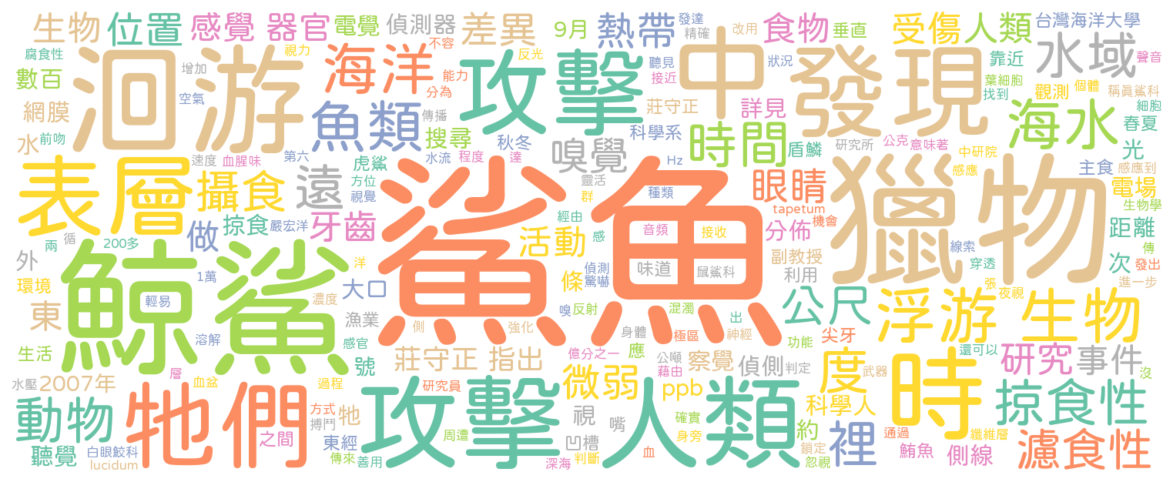 生物 位置 感覺 器官 電覺 偵測器 差異 9月 熱帶 發達 精確 改用 食物 垂直 受傷 人類 台灣海洋大學
腐食性 視力 不容 反光 聽見 狀況 靠近 水域 聲音
數百 增加 海洋 能力 分為 攻擊 接近 中 發現 葉細胞 找到 觀測 個體 稱真鯊科
網膜 洄游 空氣 魚類 傳播 搜尋 秋冬 科學系 莊守正 詳見 海水 細胞 春夏
水 前吻 速度 血腥味 第六 虎鯊 水流 程度 達 嗅覺 Hz 時間 盾鱗 研究所 公克 意味著 中研院 光
表層 攝食 遠 方位 視覺 靈活 種類 眼睛 獵物 主食 感應 感應到 電場
掠食 嚴宏洋 牙齒 群 鯊魚 tapetum 機會 生物學
兩 循 200多 做 經由 感 音頻 接收 分佈 距離 傳
外 鯨鯊 1萬 活動 偵測 味道 鼠鯊科 副教授 線索 穿透 次 發出
環境 輕易 濃度 大口 洋 條 驚嚇 利用 張 夜視 進一步
東 漁業 側 強化 嗅 反射 混濁 出 公尺 浮游 生物
生活 溶解 感官 號 莊守正 指出 億分之一 應 身體 極區 神經 尖牙 功能 還可以
水壓 2007年 層 血盆 過程 研究員 微弱 公噸 藉由 察覺 偵側 判定 度 武器 時 研究 事件 沒
動物 牠們 方式 搏鬥 牠 攻擊人類 視 嘴 ppb 確實 身旁 科學人 掠食性
聽覺 白眼鮫科 之間 東經 周遭 凹槽 約 鎖定 裡 通過 纖維層
lucidum 傳來 善用 深海 判斷 血 忽視 鮪魚 側線 濾食性